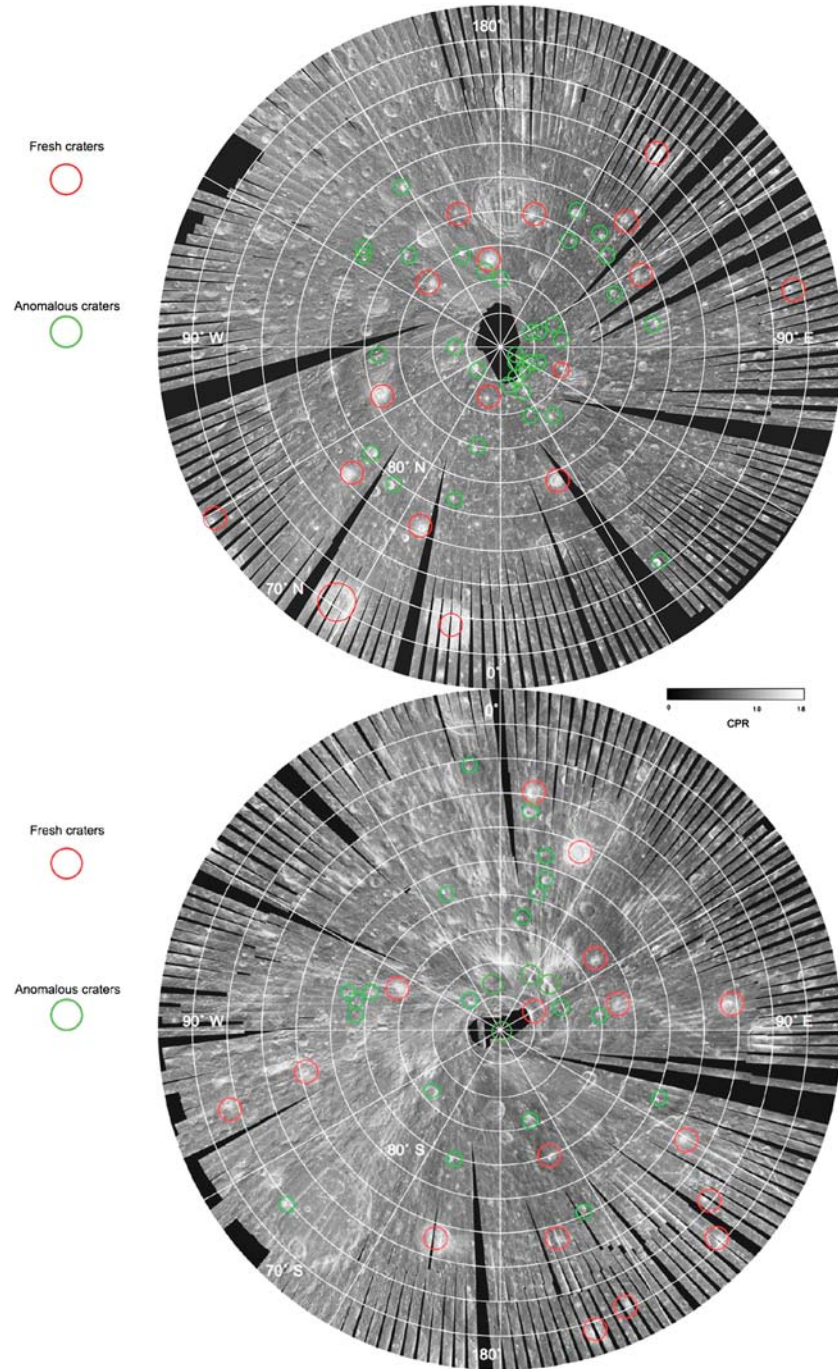 180˚
Fresh craters
Anomalous craters
90˚ W
90˚ E
80˚ N
70˚ N
0˚
0
1.0
1.6
CPR
0˚
Fresh craters
Anomalous craters
90˚ W
90˚ E
80˚ S
70˚ S
180˚